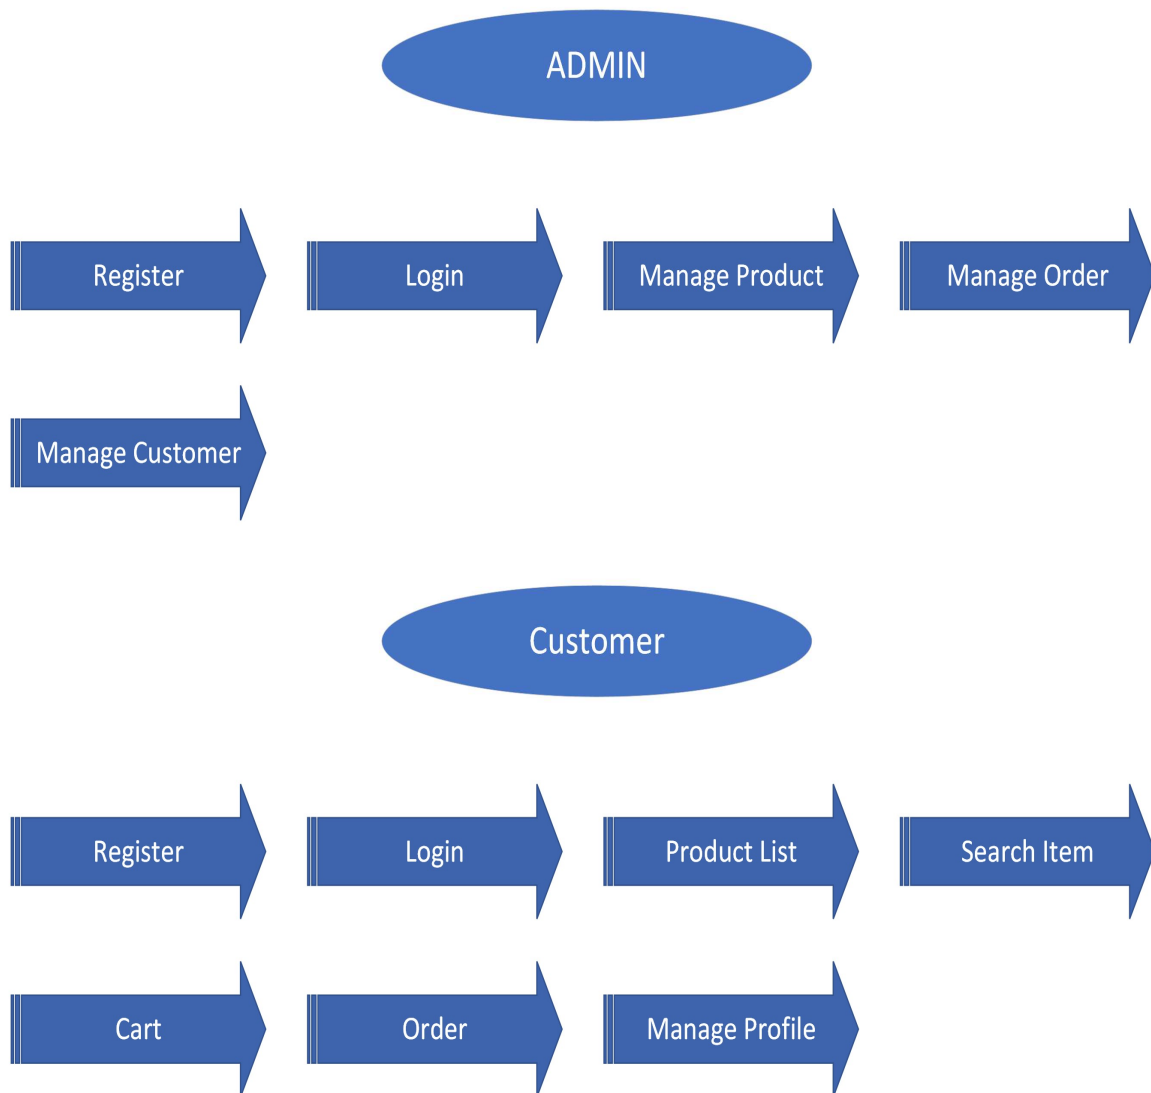 ADMIN
Register
Login
Manage Product
Manage Order
Manage Customer
Customer
Register
Login
Product List
Search Item
Cart
Order
Manage Profile